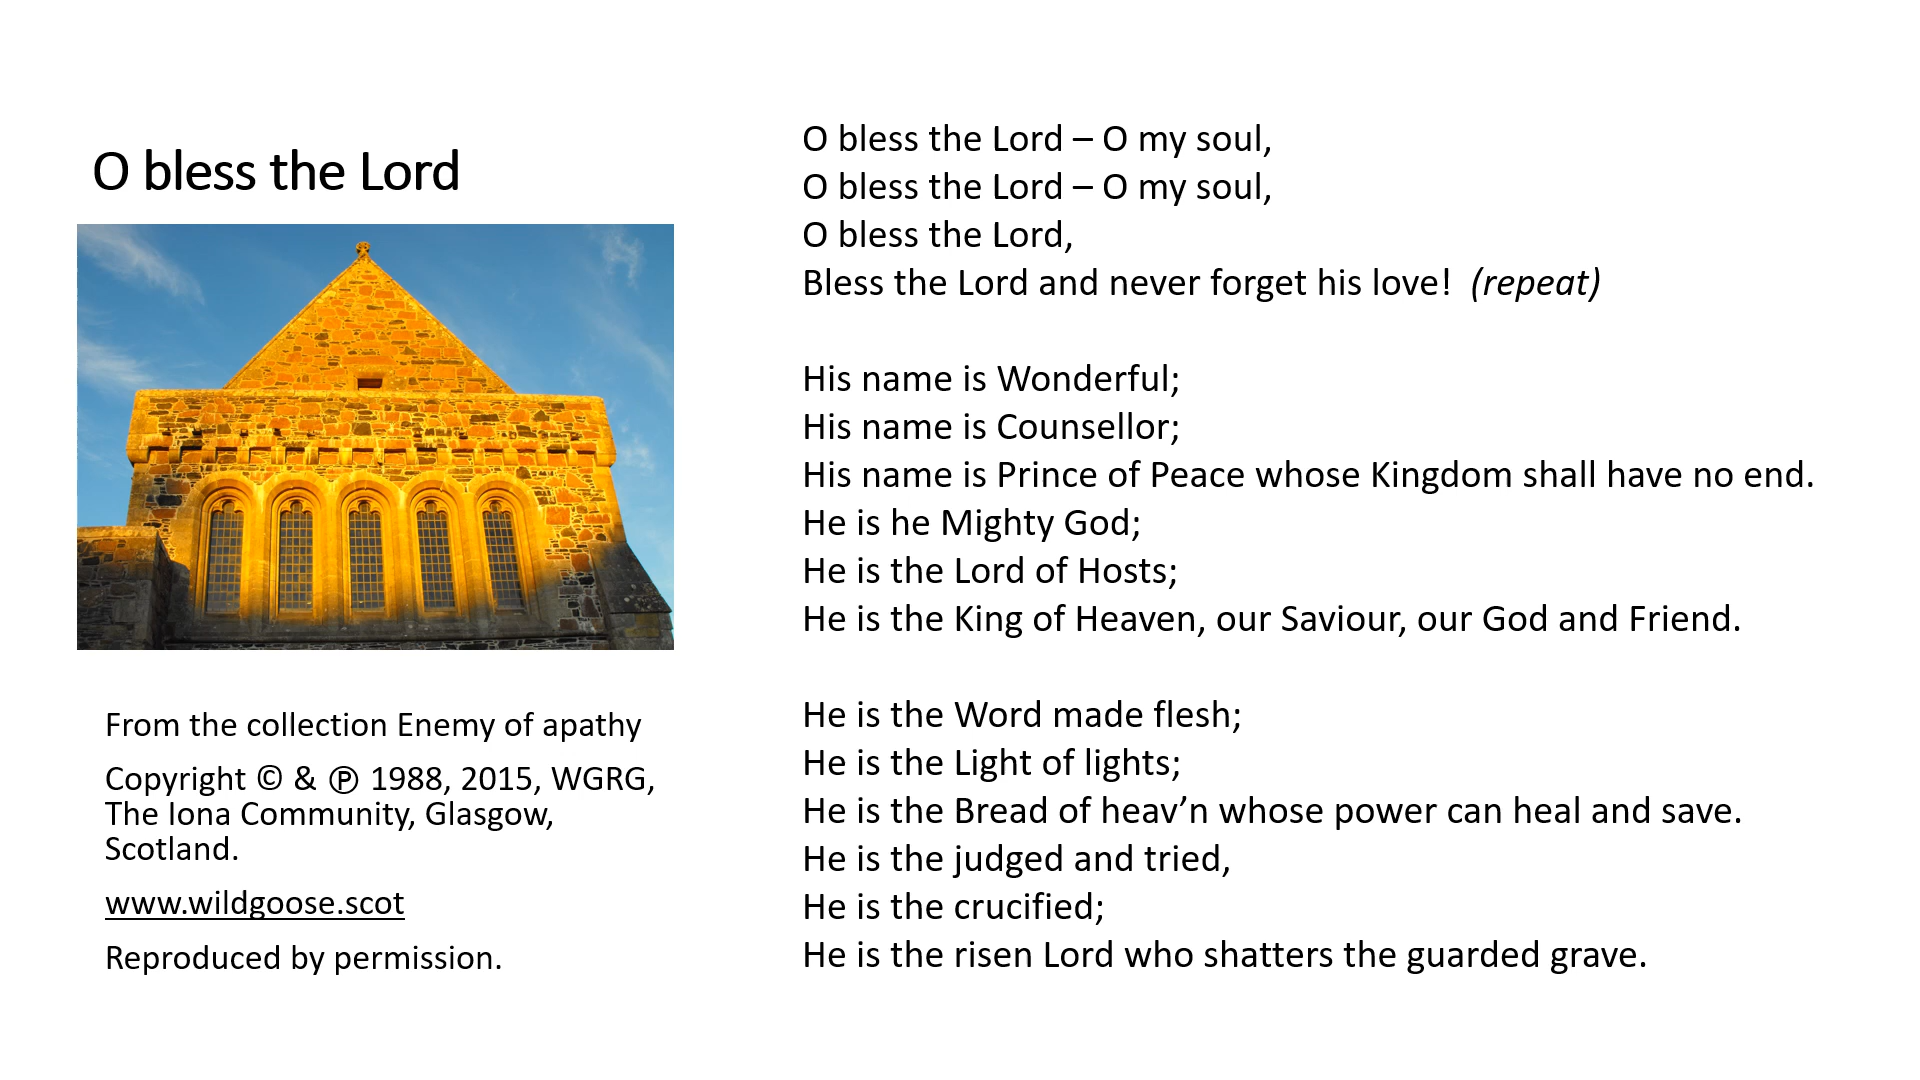 O bless the Lord
From the collection Enemy of apathy
Copyright © & ℗ 1988, 2015, WGRG,
The Iona Community, Glasgow,
Scotland.
www.wildgoose.scot
Reproduced by permission.
O bless the Lord – O my soul,
O bless the Lord – O my soul,
O bless the Lord,
Bless the Lord and never forget his love!  (repeat)
His name is Wonderful;
His name is Counsellor;
His name is Prince of Peace whose Kingdom shall have no end.
He is he Mighty God;
He is the Lord of Hosts;
He is the King of Heaven, our Saviour, our God and Friend.
He is the Word made flesh;
He is the Light of lights;
He is the Bread of heav’n whose power can heal and save.
He is the judged and tried,
He is the crucified;
He is the risen Lord who shatters the guarded grave.